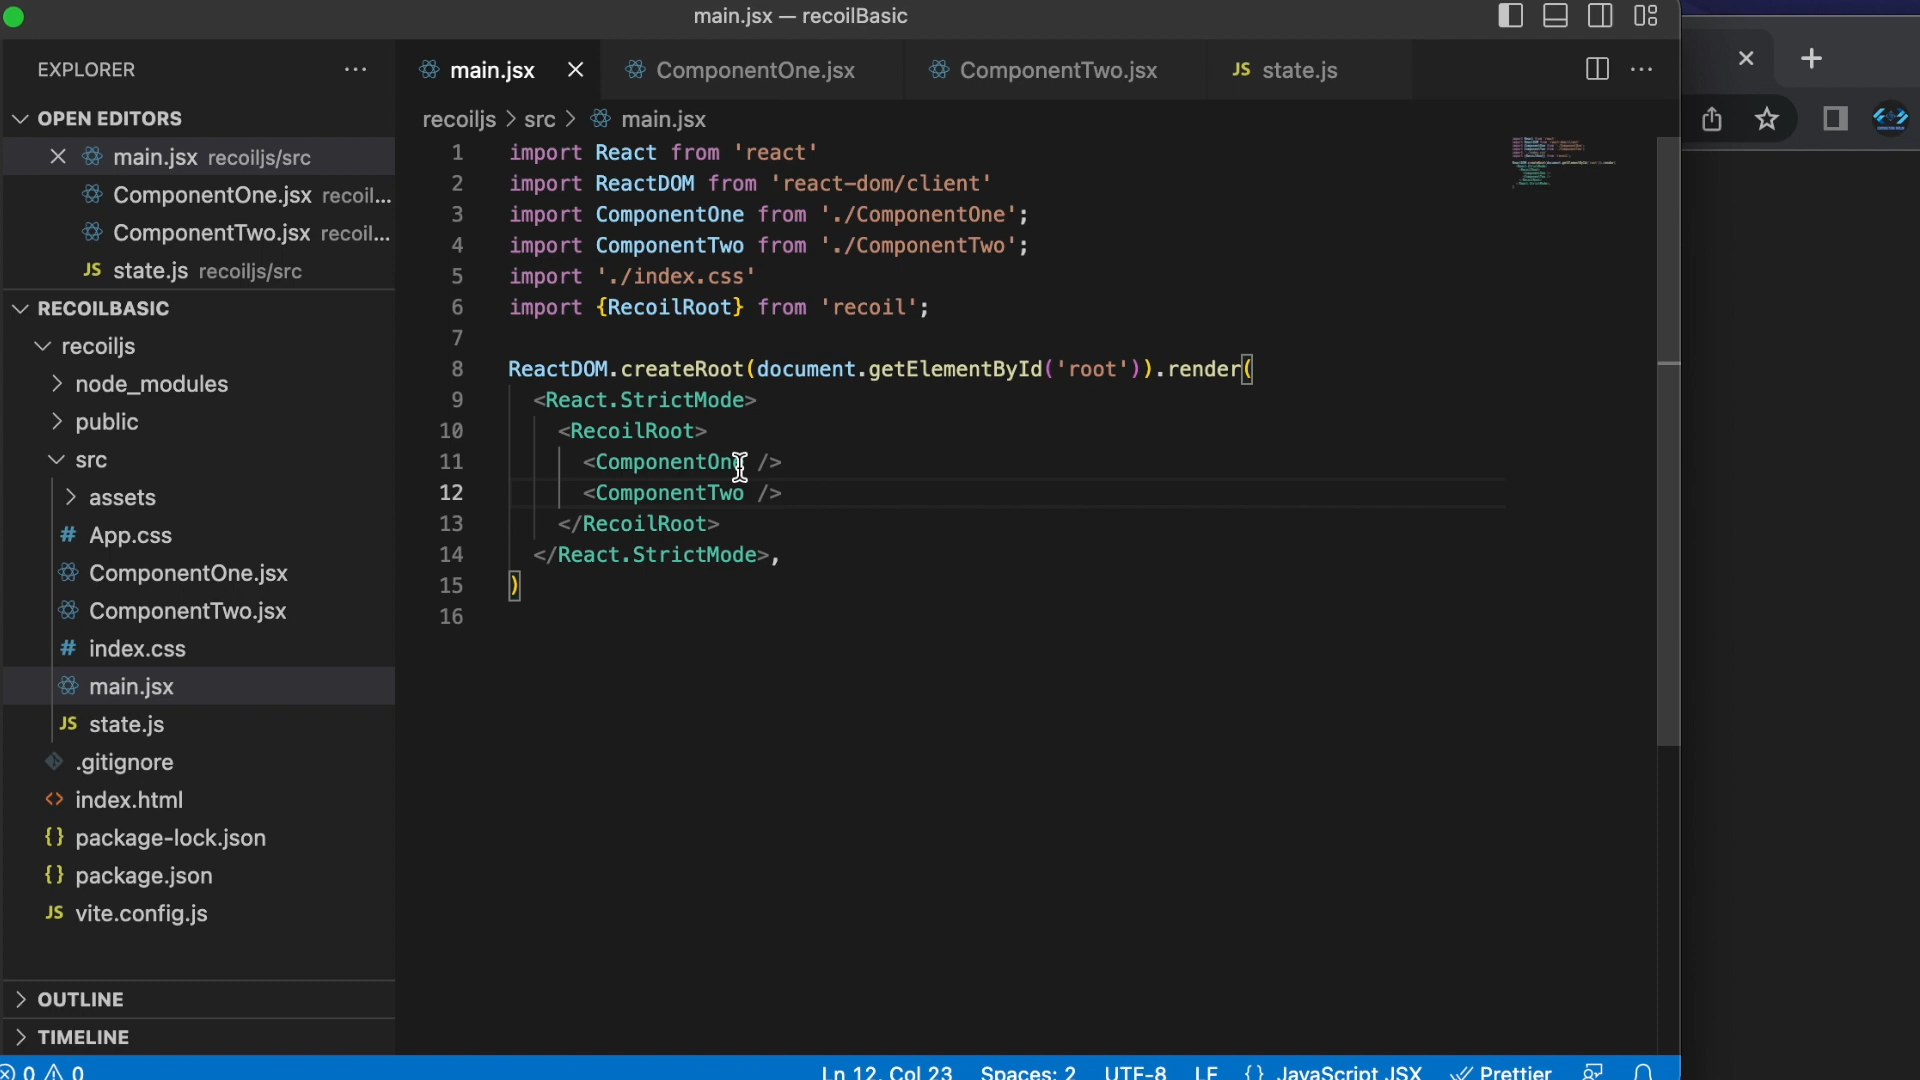 main.jsx — recoilBasic
EXPLORER
main.jsx
ComponentOne.jsx
ComponentTwo.jsx
JS state.js
OPEN EDITORS
main.jsx recoiljs/src
ComponentOne.jsx recoil...
ComponentTwo.jsx recoil...
JS state.js recoiljs/src
RECOILBASIC
recoiljs
node_modules
public
src
assets
# App.css
ComponentOne.jsx
ComponentTwo.jsx
# index.css
main.jsx
JS state.js
.gitignore
<> index.html
{} package-lock.json
{} package.json
JS vite.config.js
OUTLINE
TIMELINE
recoiljs > src > main.jsx
1 import React from 'react'
2 import ReactDOM from 'react-dom/client'
3 import ComponentOne from './ComponentOne';
4 import ComponentTwo from './ComponentTwo';
5 import './index.css'
6 import {RecoilRoot} from 'recoil';
7
8 ReactDOM.createRoot(document.getElementById('root')).render(
9 <React.StrictMode>
10 <RecoilRoot>
11 <ComponentOne />
12 <ComponentTwo />
13 </RecoilRoot>
14 </React.StrictMode>,
15 )
16
0 0
Ln 12, Col 23 Spaces: 2 UTF-8 LF {} JavaScript JSX Prettier